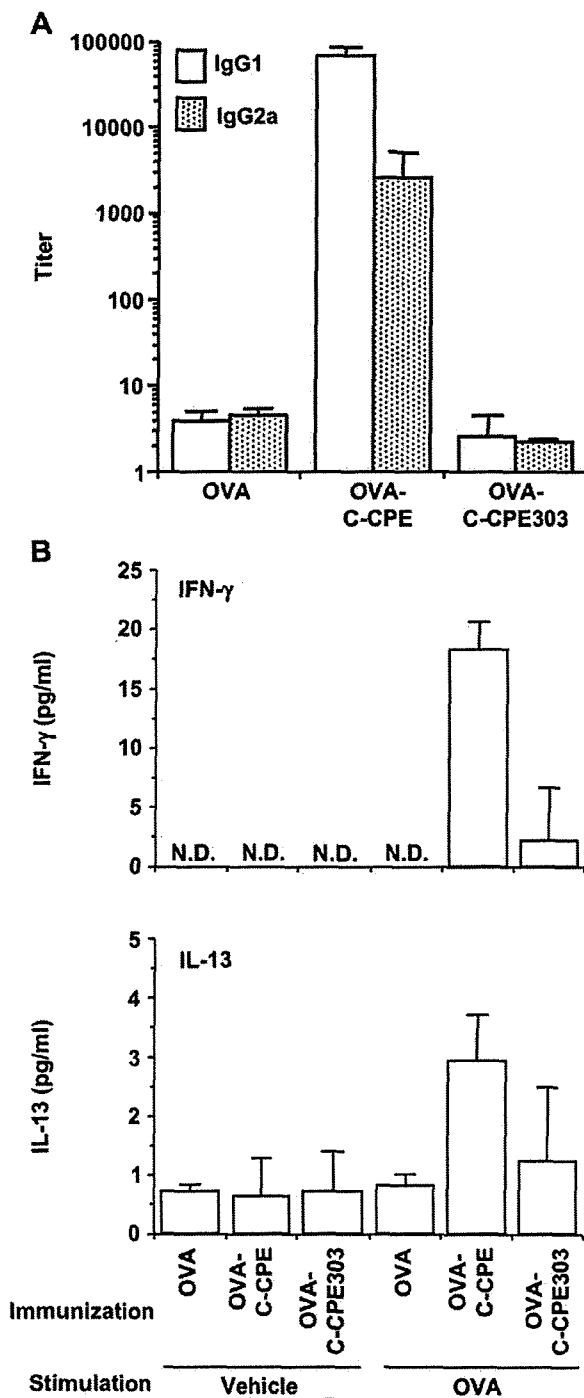 A
100000
10000
1000
100
10
1
Titer
IgG1
IgG2a
OVA
OVA-
C-CPE
OVA-
C-CPE303
B
25
20
15
10
5
0
IFN-γ (pg/ml)
IFN-γ
N.D. N.D. N.D. N.D.
5
4
3
2
1
0
IL-13 (pg/ml)
IL-13
Immunization
OVA
OVA-
C-CPE
OVA-
C-CPE303
OVA
OVA-
C-CPE
OVA-
C-CPE303
Stimulation Vehicle OVA